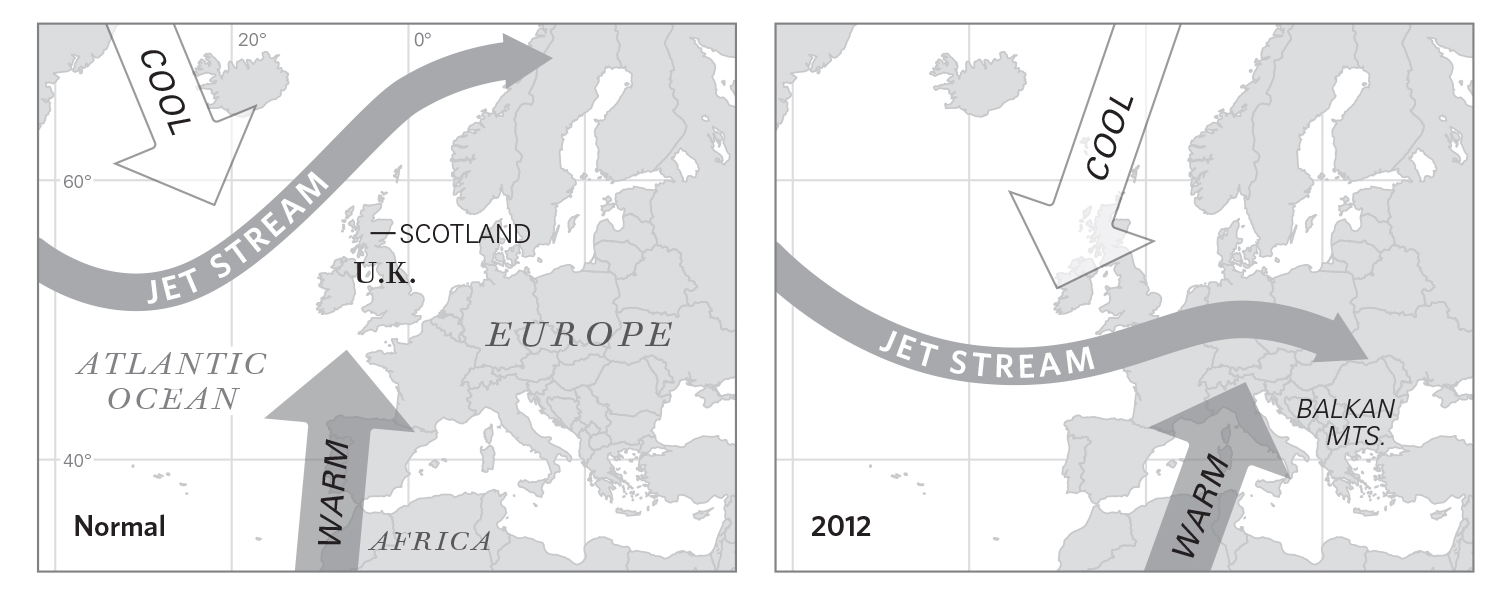 20°
0°
COOL
60°
JET STREAM
SCOTLAND
U.K.
EUROPE
ATLANTIC
OCEAN
40°
WARM
Normal
AFRICA
COOL
JET STREAM
BALKAN
MTS.
WARM
2012